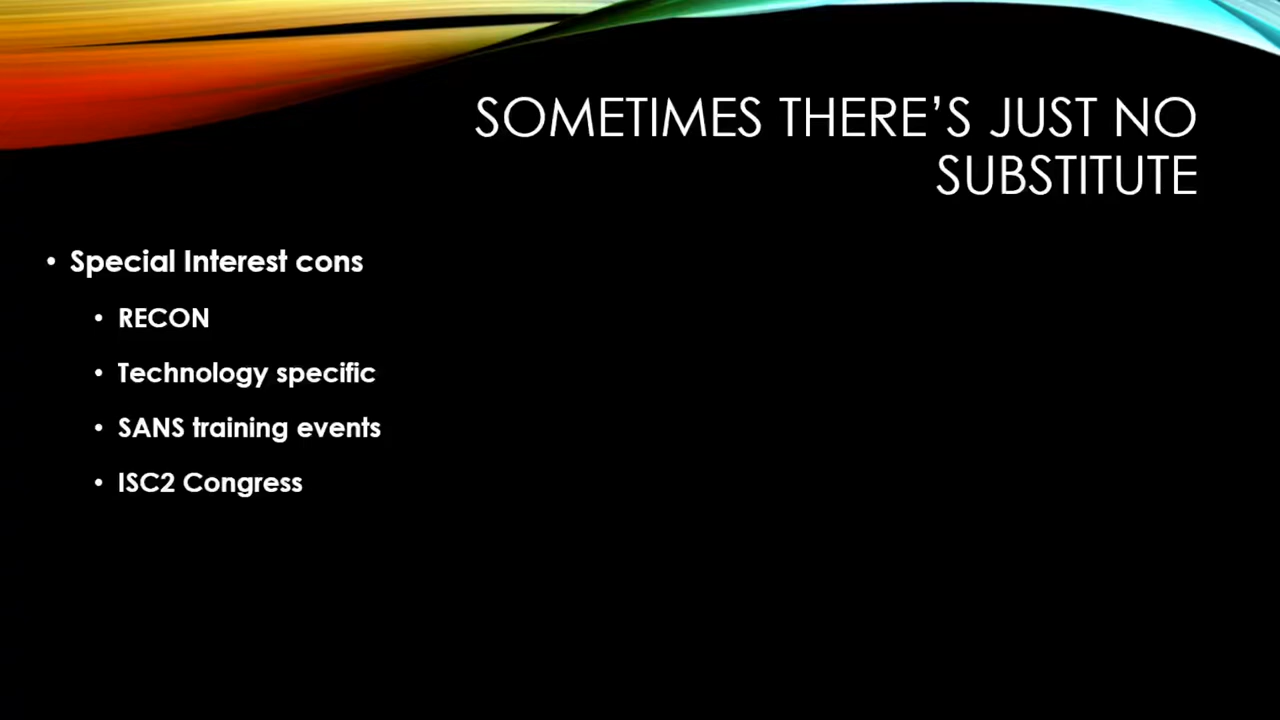 SOMETIMES THERE’S JUST NO
SUBSTITUTE
• Special Interest cons
• RECON
• Technology specific
• SANS training events
• ISC2 Congress